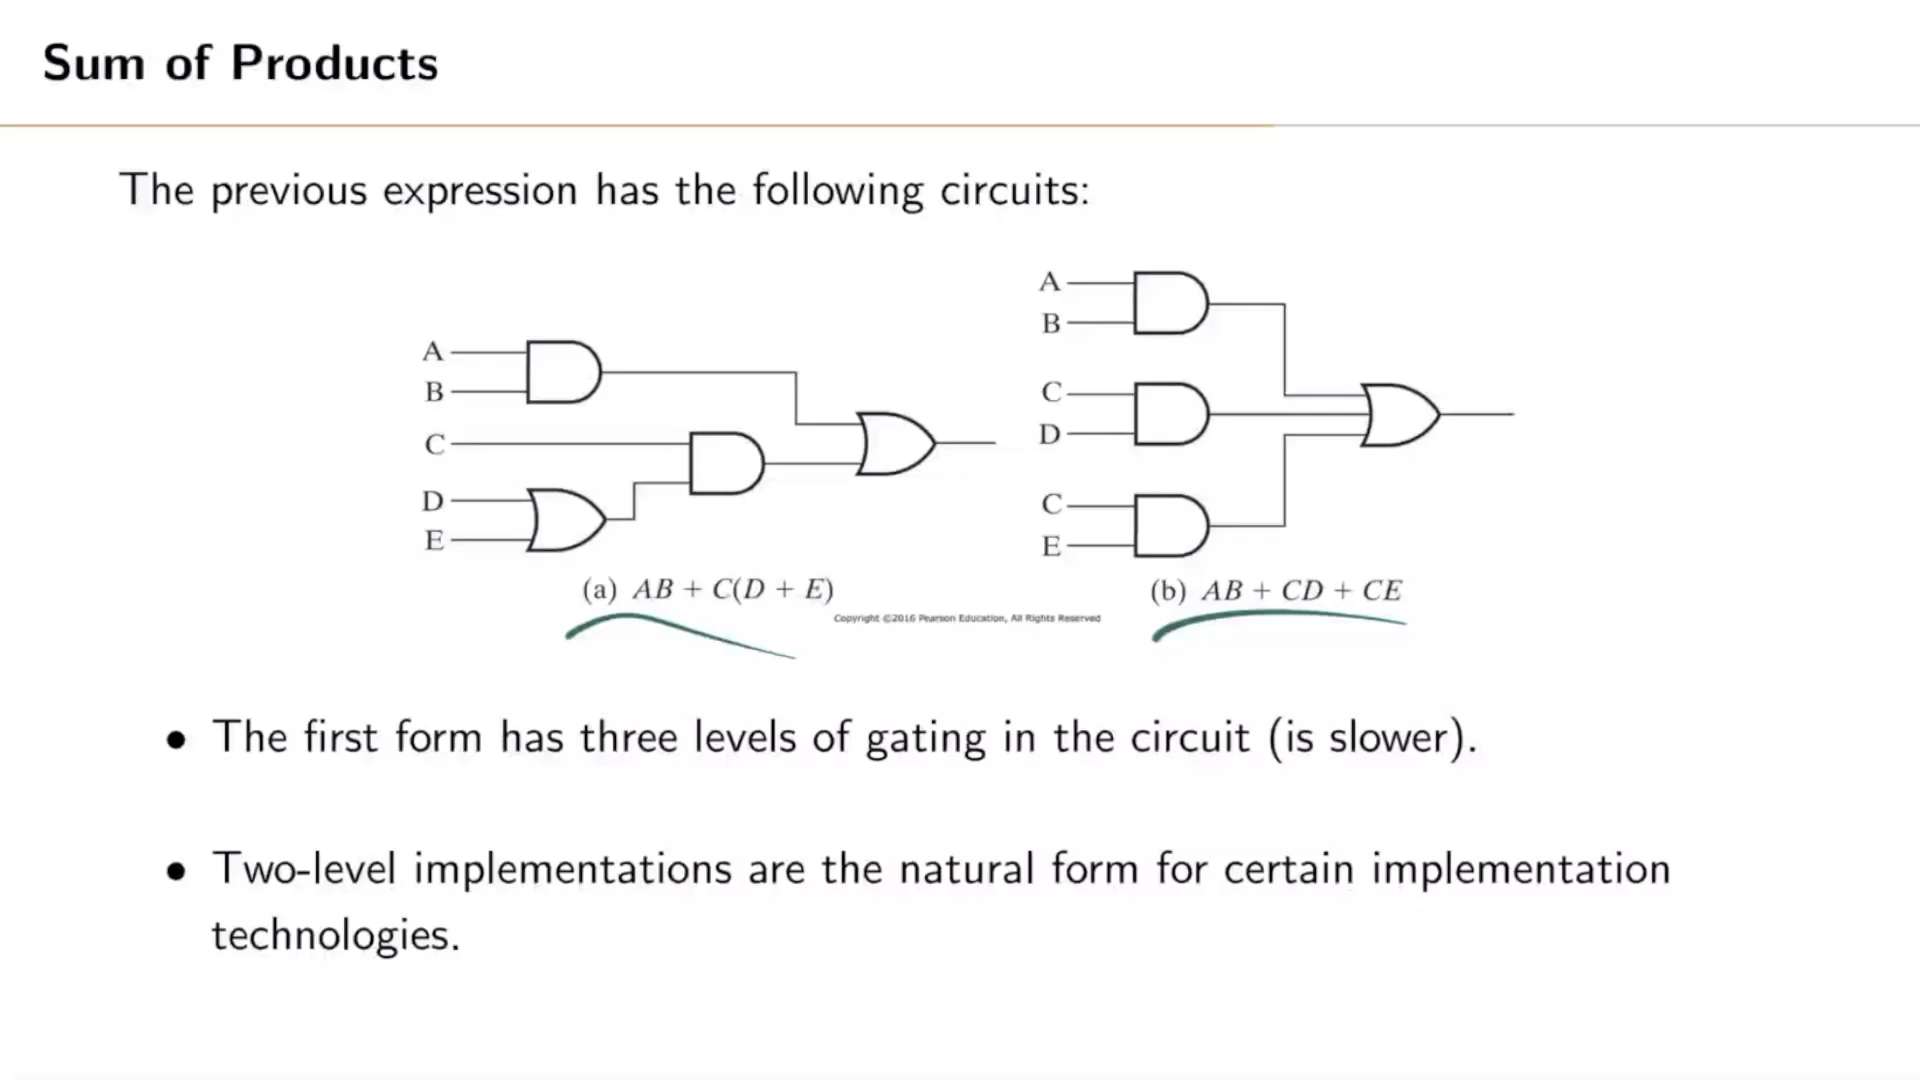 Sum of Products
The previous expression has the following circuits:
A
B
C
D
E
(a) AB + C(D + E)
A
B
C
D
C
E
(b) AB + CD + CE
Copyright ©2016 Pearson Education, All Rights Reserved
• The first form has three levels of gating in the circuit (is slower).
• Two-level implementations are the natural form for certain implementation
technologies.